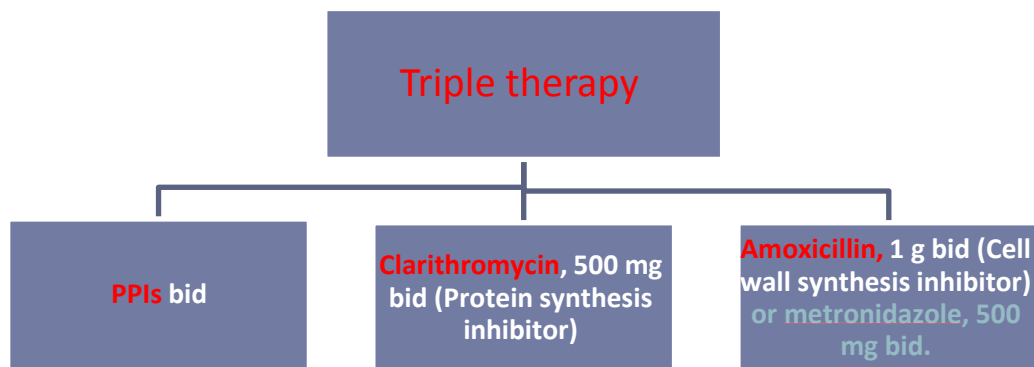 Triple therapy
PPIs bid
Clarithromycin, 500 mg
bid (Protein synthesis
inhibitor)
Amoxicillin, 1 g bid (Cell
wall synthesis inhibitor)
or metronidazole, 500
mg bid.